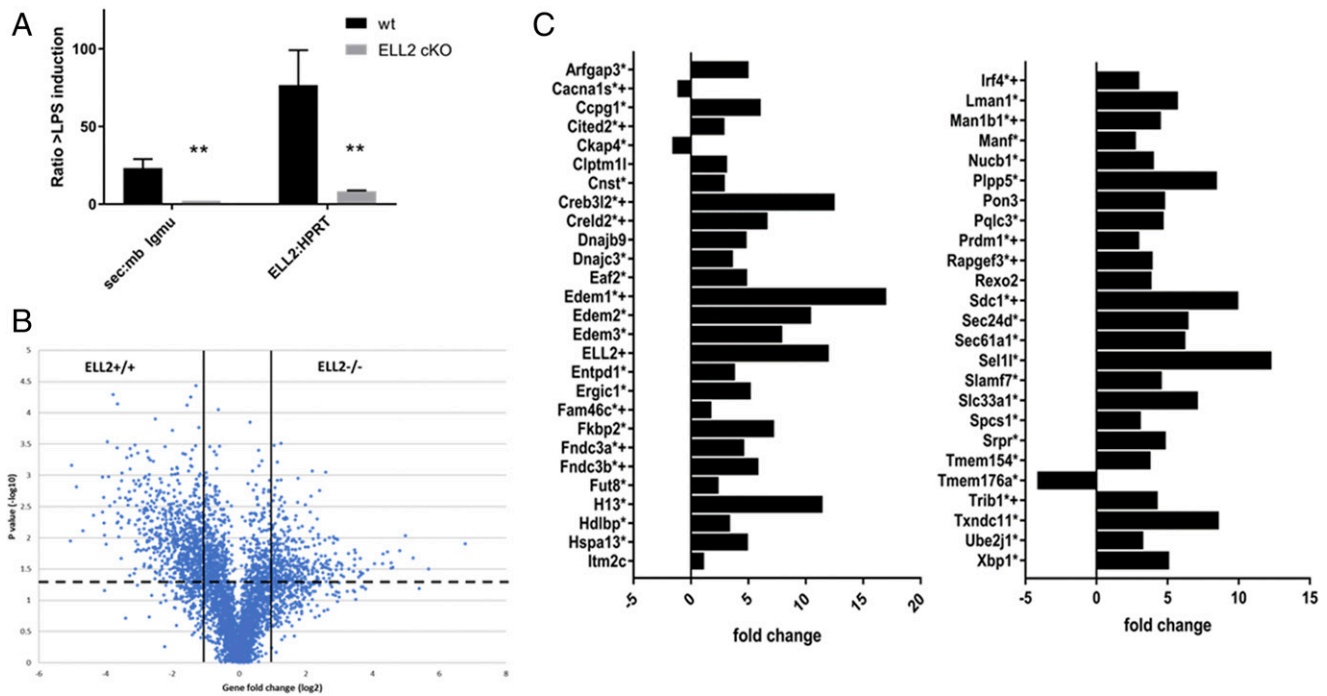 A
wt
ELL2 cKO
Ratio >LPS induction
100
50
0
**
**
sec:mb Igmu
ELL2:HPRT
B
ELL2+/+
ELL2-/-
P value (-log10)
5
4.5
4
3.5
3
2.5
2
1.5
1
0.5
0
-6
-4
-2
0
2
4
6
8
Gene fold change (log2)
C
Arfgap3*
Cacna1s*+
Ccpg1*
Cited2*+
Ckap4*
Clptm1l
Cnst*
Creb3l2*+
Creld2*+
Dnajb9
Dnajc3*
Eaf2*
Edem1*+
Edem2*
Edem3*
ELL2+
Entpd1*
Ergic1*
Fam46c*+
Fkbp2*
Fndc3a*+
Fndc3b*+
Fut8*
H13*
Hdlbp*
Hspa13*
Itm2c
-5
0
5
10
15
20
fold change
Irf4*+
Lman1*
Man1b1*+
Manf*
Nucb1*
Plpp5*
Pon3
Pqlc3*
Prdm1*+
Rapgef3*+
Rexo2
Sdc1*+
Sec24d*
Sec61a1*
Sel1l*
Slamf7*
Slc33a1*
Spcs1*
Srpr*
Tmem154*
Tmem176a*
Trib1*+
Txndc11*
Ube2j1*
Xbp1*
-5
0
5
10
15
fold change